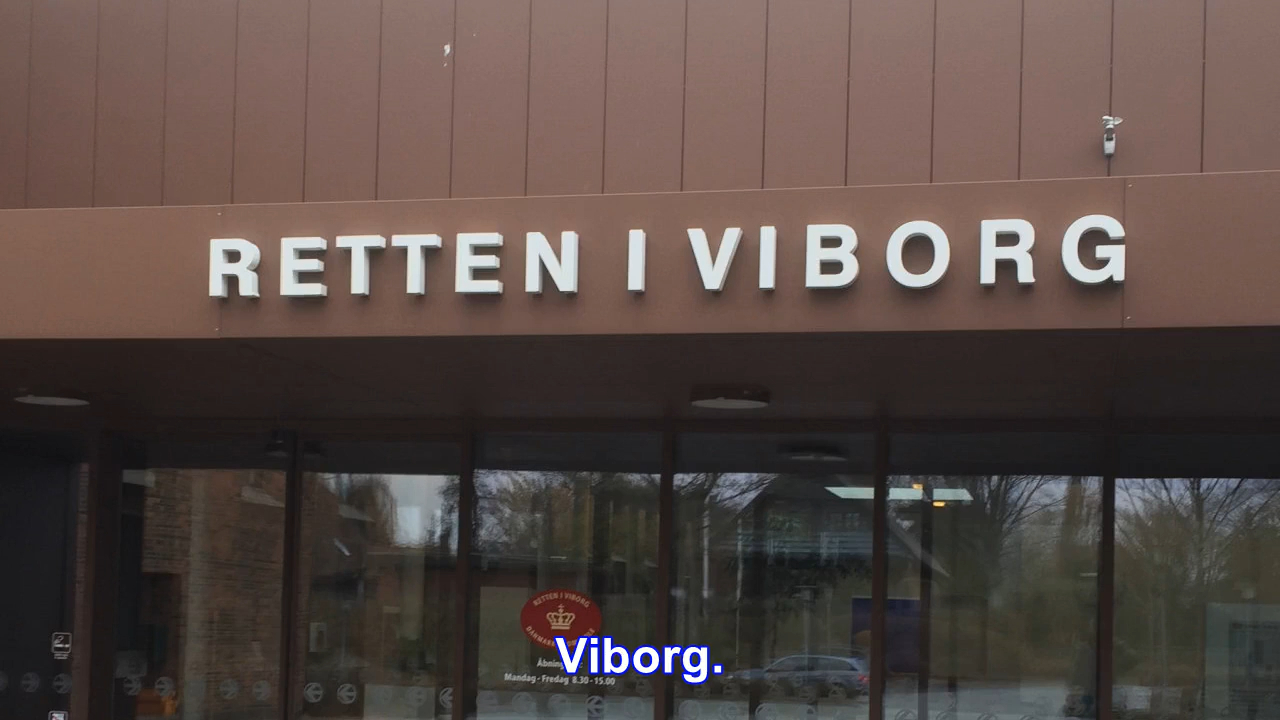 RETTEN I VIBORG
RETTEN I VIBORG
Viborg.
Mandag - Fredag 8.30 - 15.00